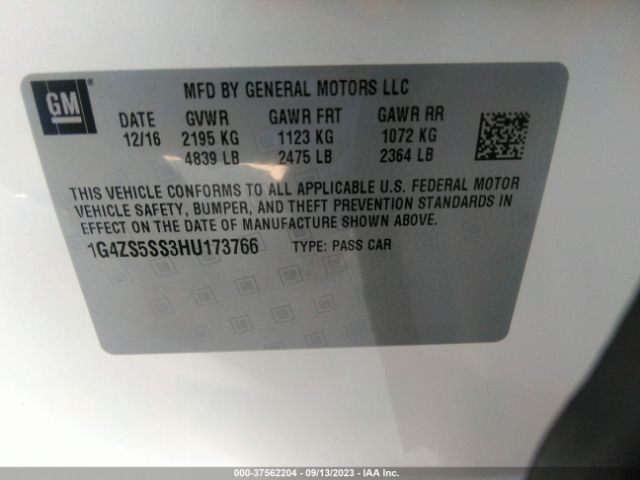 GM
®
MFD BY GENERAL MOTORS LLC
DATE GVWR GAWR FRT GAWR RR
12/16 2195 KG 1123 KG 1072 KG
4839 LB 2475 LB 2364 LB
THIS VEHICLE CONFORMS TO ALL APPLICABLE U.S. FEDERAL MOTOR
VEHICLE SAFETY, BUMPER, AND THEFT PREVENTION STANDARDS IN
EFFECT ON THE DATE OF MANUFACTURE SHOWN ABOVE.
1G4ZS5SS3HU173766 TYPE: PASS CAR
000-37562204 - 09/13/2023 - IAA Inc.